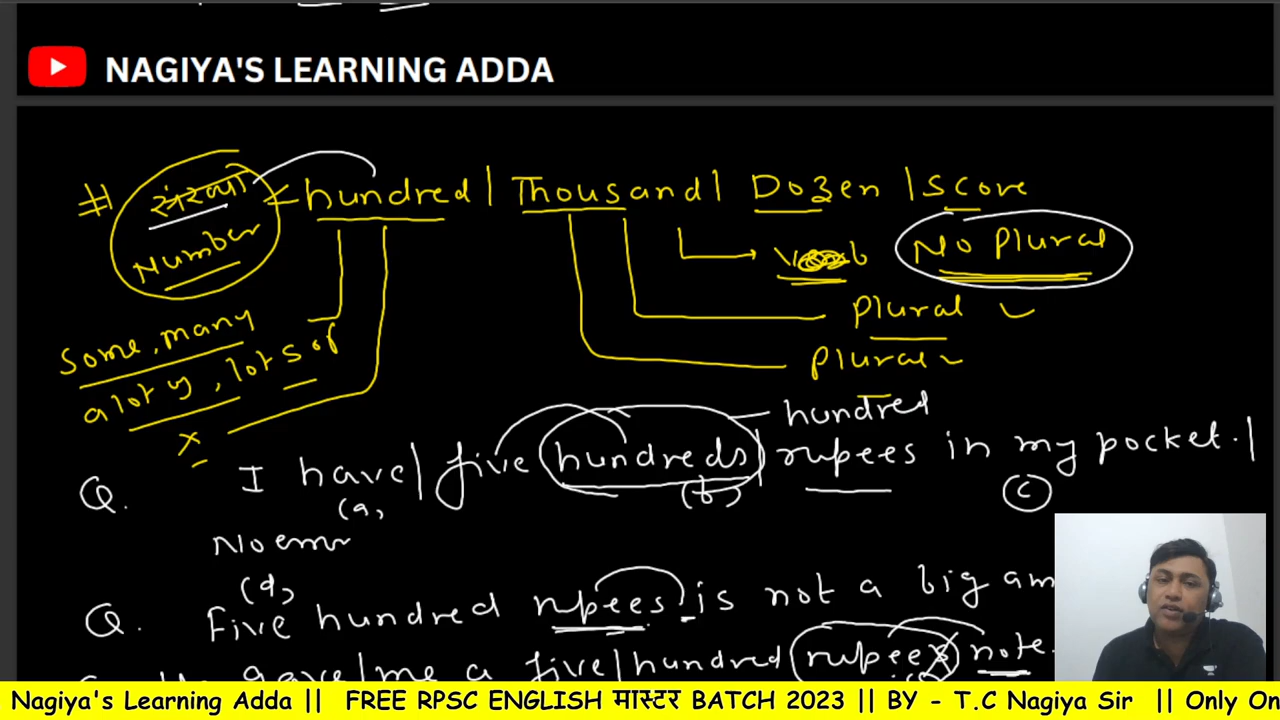 NAGIYA'S LEARNING ADDA
# संख्या = hundred | Thousand | Dozen | Score
Number
No Plural
Plural
Plural
Some, many
a lot of, lots of
x
hundred
Q. I have | five hundreds | rupees in my pocket. |
(a) (b) (c)
(d)
Q. Five hundred rupees is not a big am
gave | me a five | hundred rupees note.
Nagiya's Learning Adda || FREE RPSC ENGLISH मास्टर BATCH 2023 || BY - T.C Nagiya Sir || Only On